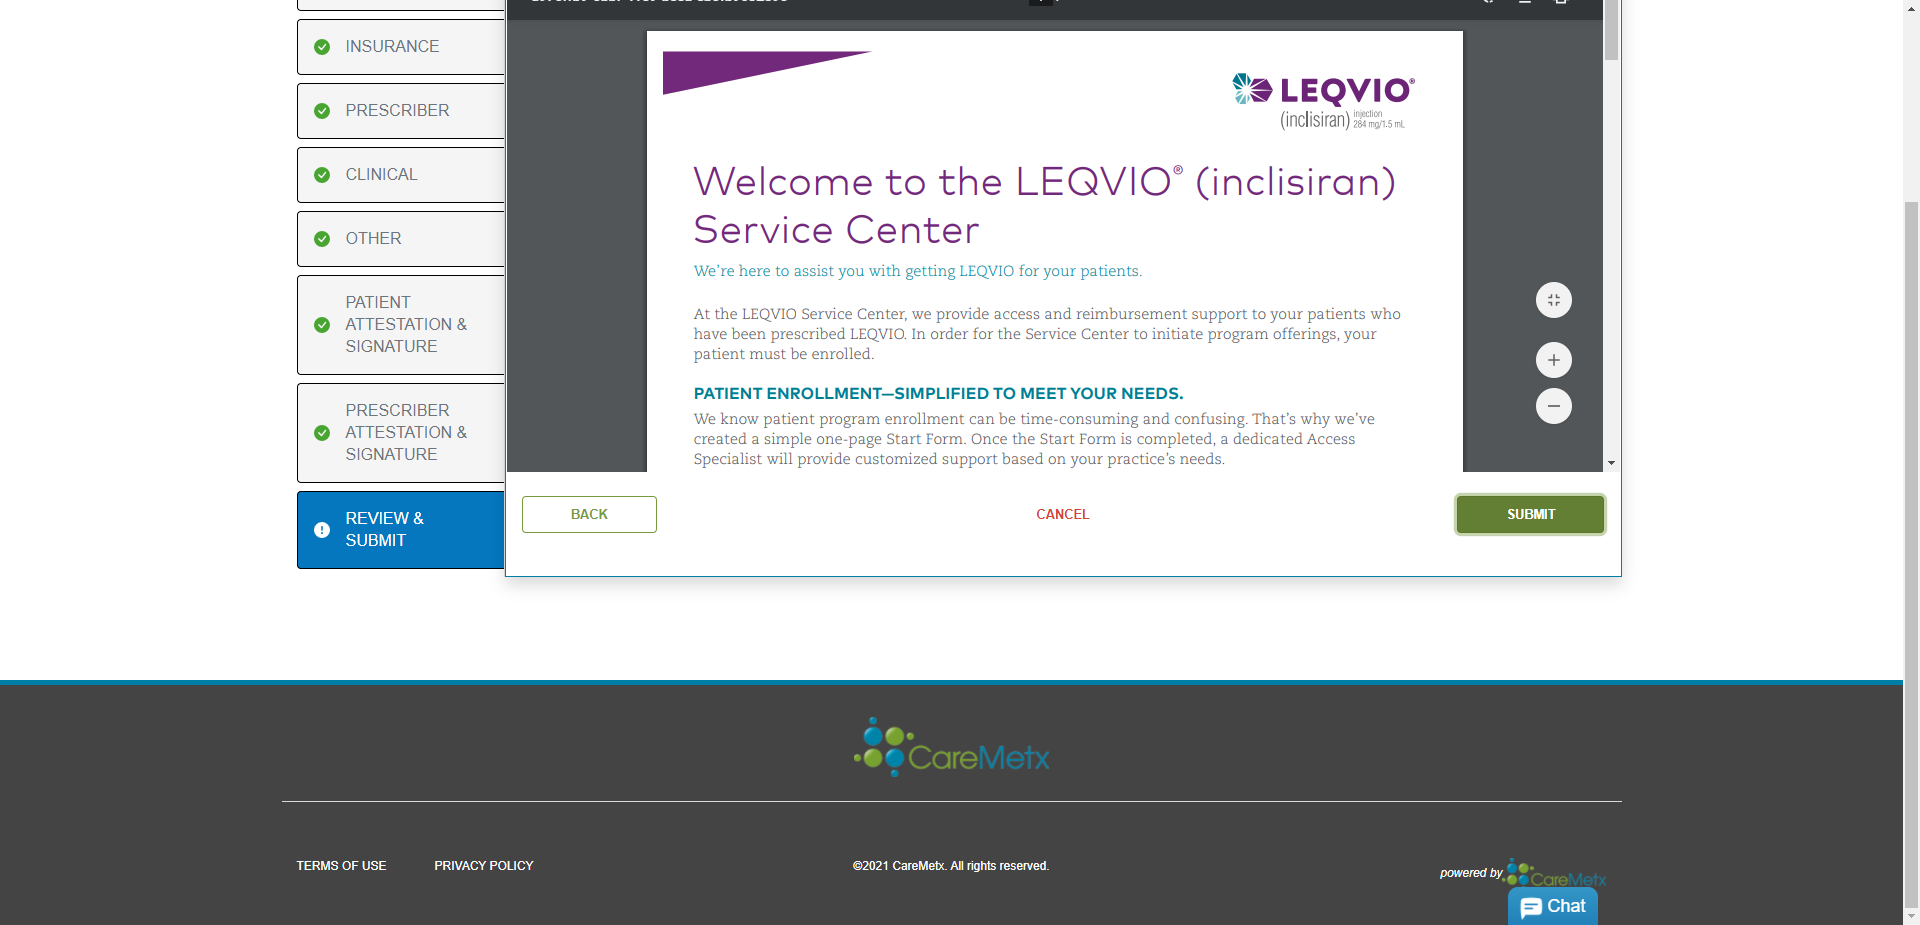 INSURANCE
PRESCRIBER
CLINICAL
OTHER
PATIENT
ATTESTATION &
SIGNATURE
PRESCRIBER
ATTESTATION &
SIGNATURE
REVIEW &
SUBMIT
LEQVIO®
(inclisiran) injection
284 mg/1.5 mL
Welcome to the LEQVIO® (inclisiran)
Service Center
We're here to assist you with getting LEQVIO for your patients.
At the LEQVIO Service Center, we provide access and reimbursement support to your patients who
have been prescribed LEQVIO. In order for the Service Center to initiate program offerings, your
patient must be enrolled.
PATIENT ENROLLMENT—SIMPLIFIED TO MEET YOUR NEEDS.
We know patient program enrollment can be time-consuming and confusing. That's why we've
created a simple one-page Start Form. Once the Start Form is completed, a dedicated Access
Specialist will provide customized support based on your practice's needs.
BACK
CANCEL
SUBMIT
CareMetx
TERMS OF USE
PRIVACY POLICY
©2021 CareMetx. All rights reserved.
powered by CareMetx
Chat